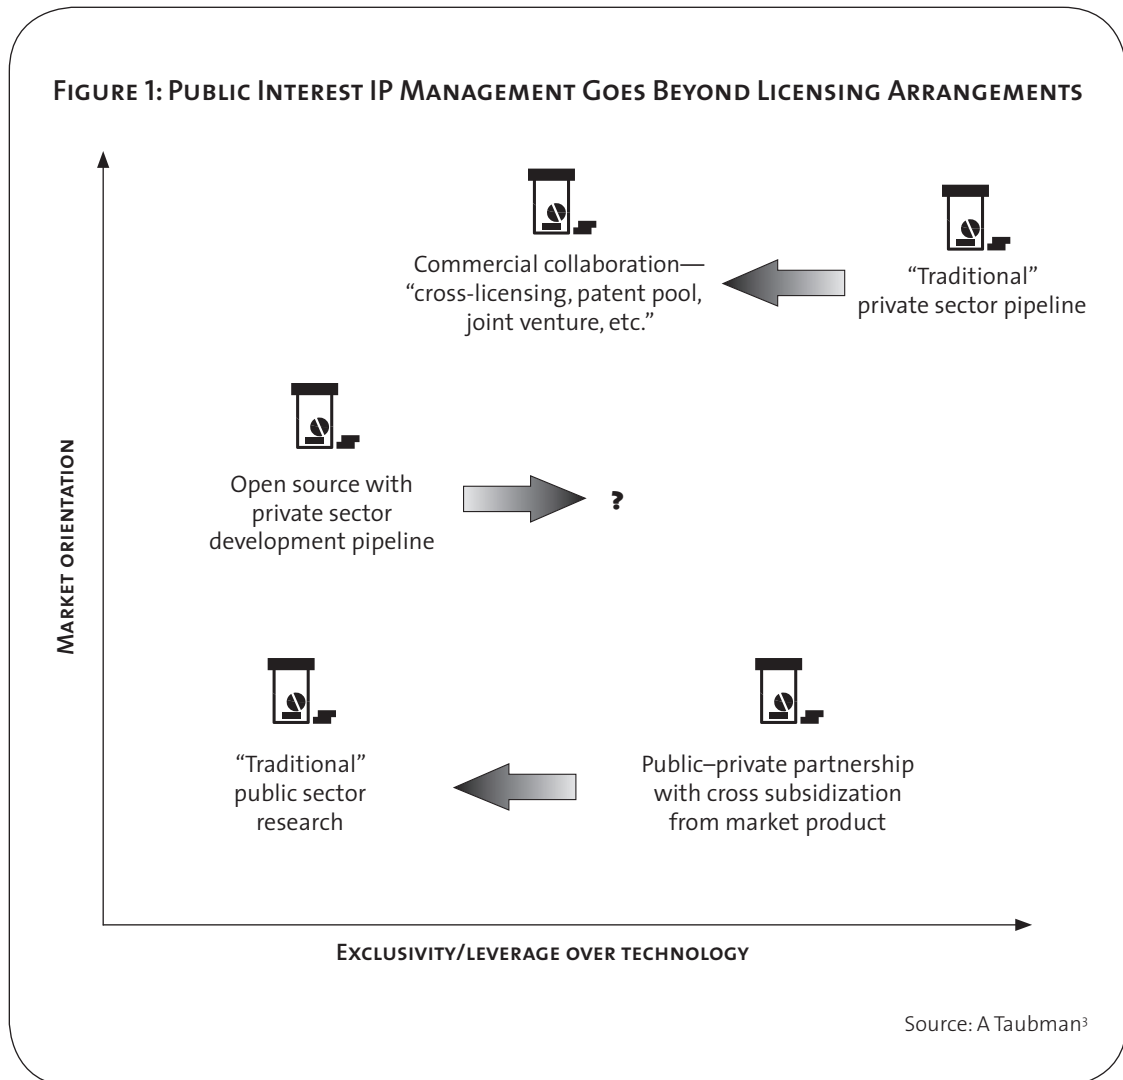 FIGURE 1: PUBLIC INTEREST IP MANAGEMENT GOES BEYOND LICENSING ARRANGEMENTS
Commercial collaboration—
“cross-licensing, patent pool,
joint venture, etc.”
“Traditional”
private sector pipeline
Open source with
private sector
development pipeline
?
MARKET ORIENTATION
“Traditional”
public sector
research
Public–private partnership
with cross subsidization
from market product
EXCLUSIVITY/LEVERAGE OVER TECHNOLOGY
Source: A Taubman³